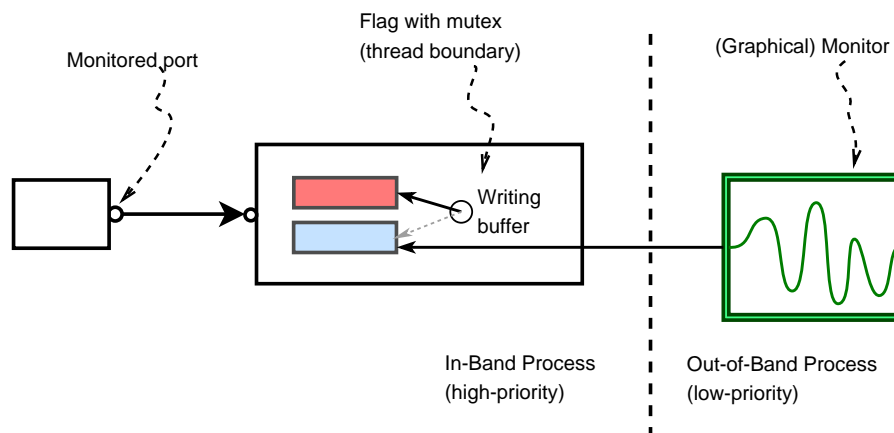 Flag with mutex
(thread boundary)
(Graphical) Monitor
Monitored port
Writing
buffer
In-Band Process
(high-priority)
Out-of-Band Process
(low-priority)